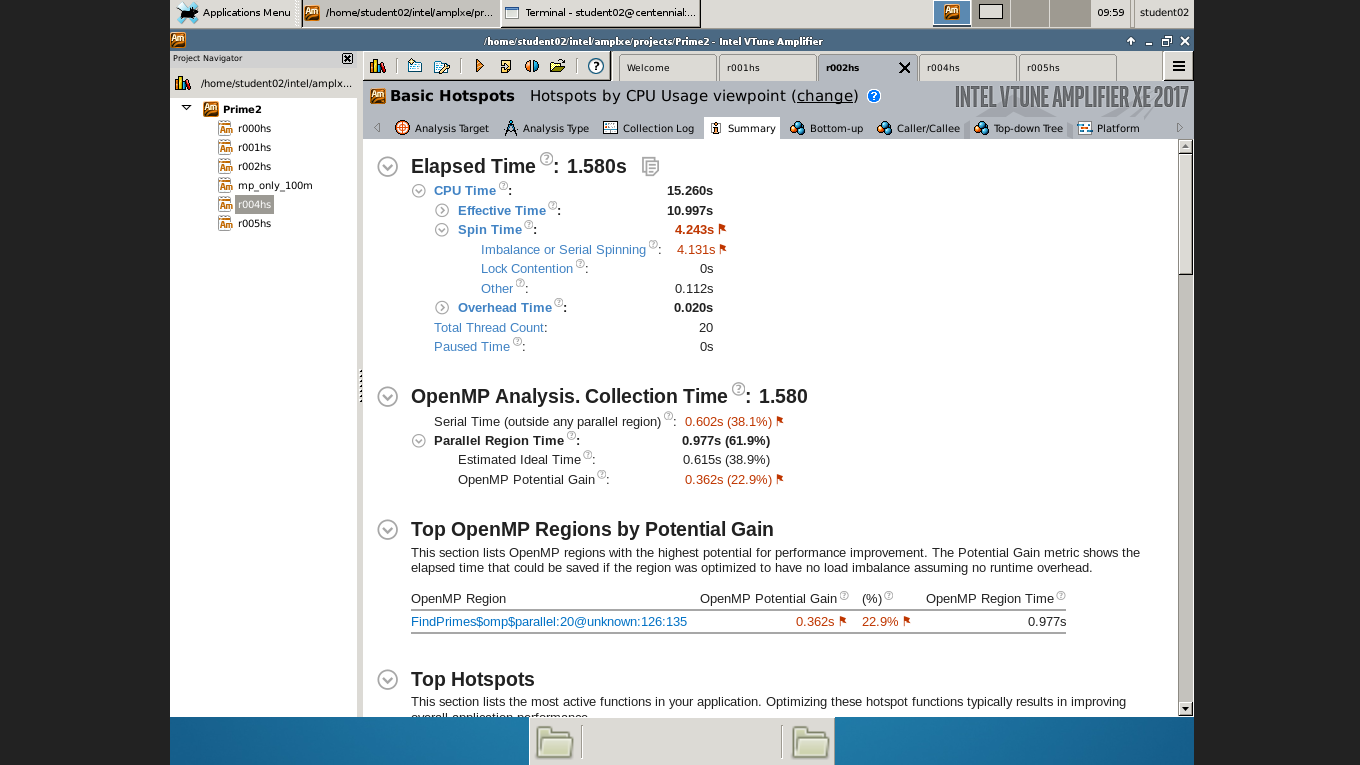 Applications Menu
/home/student02/intel/amplxe/pr...
Terminal - student02@centennial:...
09:59
student02
/home/student02/intel/amplxe/projects/Prime2 - Intel VTune Amplifier
Project Navigator
/home/student02/intel/amplx...
Prime2
r000hs
r001hs
r002hs
mp_only_100m
r004hs
r005hs
Welcome
r001hs
r002hs
r004hs
r005hs
Basic Hotspots Hotspots by CPU Usage viewpoint (change) ?
INTEL VTUNE AMPLIFIER XE 2017
Analysis Target
Analysis Type
Collection Log
Summary
Bottom-up
Caller/Callee
Top-down Tree
Platform
Elapsed Time ?: 1.580s
CPU Time ?: 15.260s
Effective Time ?: 10.997s
Spin Time ?: 4.243s
Imbalance or Serial Spinning ?: 4.131s
Lock Contention ?: 0s
Other ?: 0.112s
Overhead Time ?: 0.020s
Total Thread Count: 20
Paused Time ?: 0s
OpenMP Analysis. Collection Time ?: 1.580
Serial Time (outside any parallel region) ?: 0.602s (38.1%)
Parallel Region Time ?: 0.977s (61.9%)
Estimated Ideal Time ?: 0.615s (38.9%)
OpenMP Potential Gain ?: 0.362s (22.9%)
Top OpenMP Regions by Potential Gain
This section lists OpenMP regions with the highest potential for performance improvement. The Potential Gain metric shows the
elapsed time that could be saved if the region was optimized to have no load imbalance assuming no runtime overhead.
OpenMP Region OpenMP Potential Gain ? (%) ? OpenMP Region Time ?
FindPrimes$omp$parallel:20@unknown:126:135 0.362s 22.9% 0.977s
Top Hotspots
This section lists the most active functions in your application. Optimizing these hotspot functions typically results in improving
overall application performance.